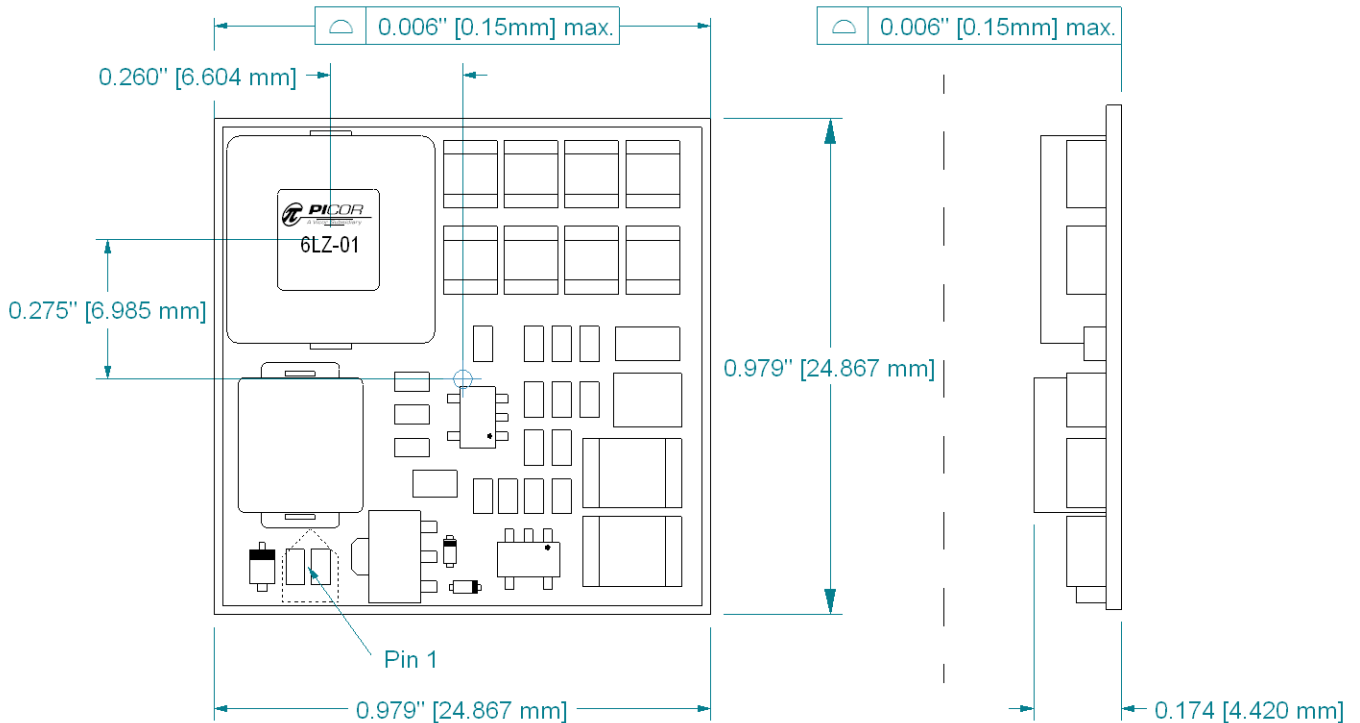 0.006" [0.15mm] max.
0.006" [0.15mm] max.
0.260" [6.604 mm]
PICOR
6LZ-01
0.275" [6.985 mm]
0.979" [24.867 mm]
Pin 1
0.979" [24.867 mm]
0.174 [4.420 mm]